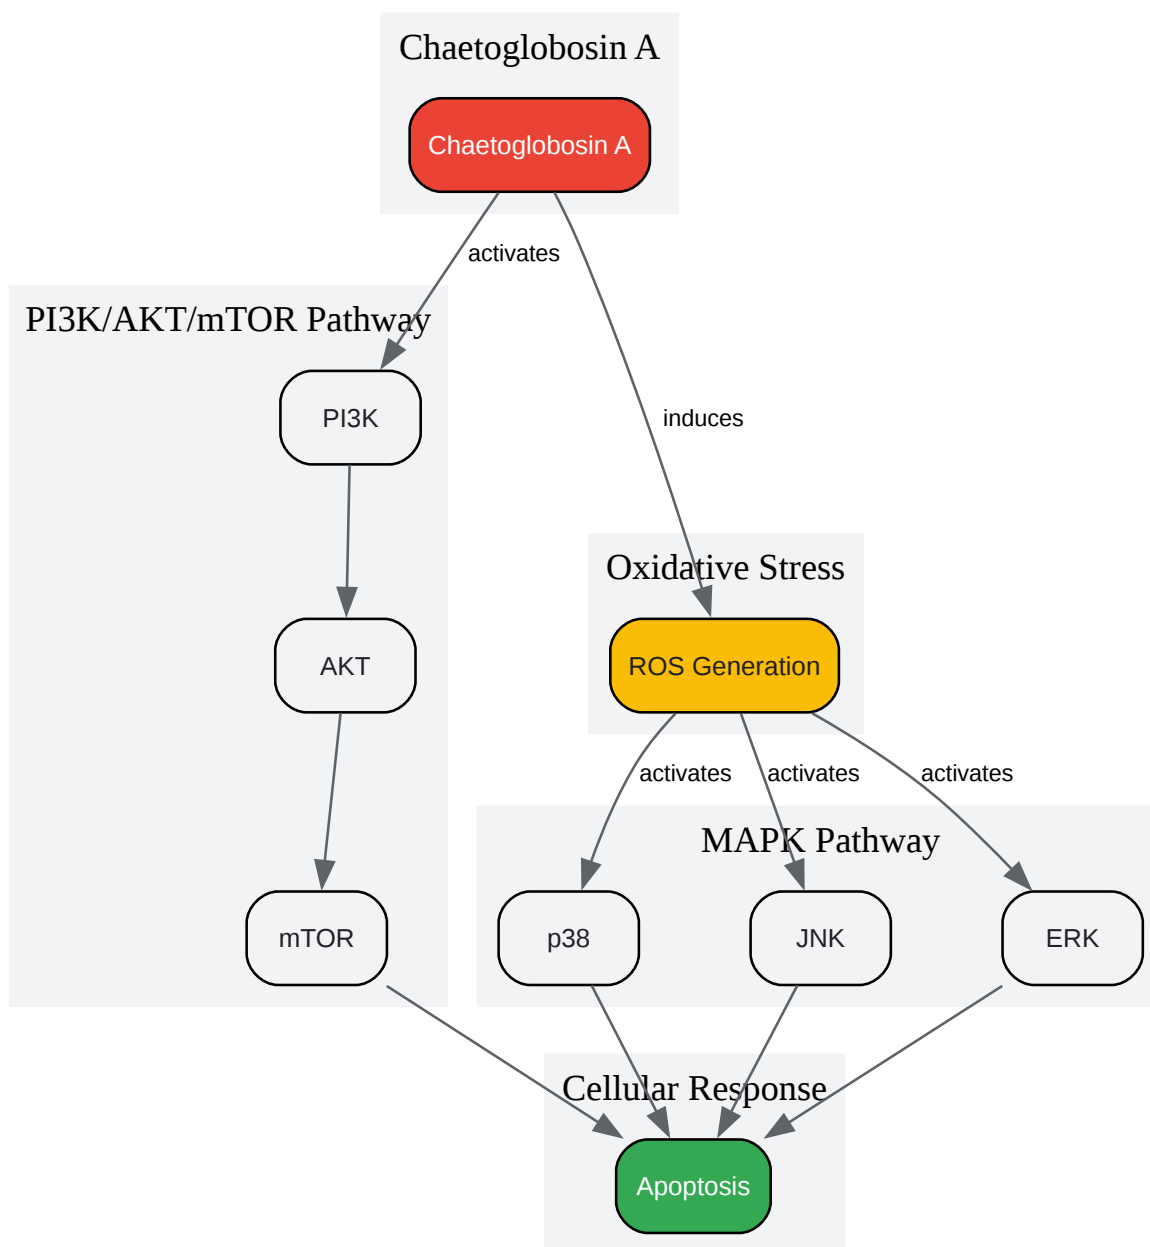 Chaetoglobosin A
Chaetoglobosin A
activates
PI3K/AKT/mTOR Pathway
PI3K
induces
Oxidative Stress
AKT
ROS Generation
activates
activates
activates
MAPK Pathway
mTOR
p38
JNK
ERK
Cellular Response
Apoptosis